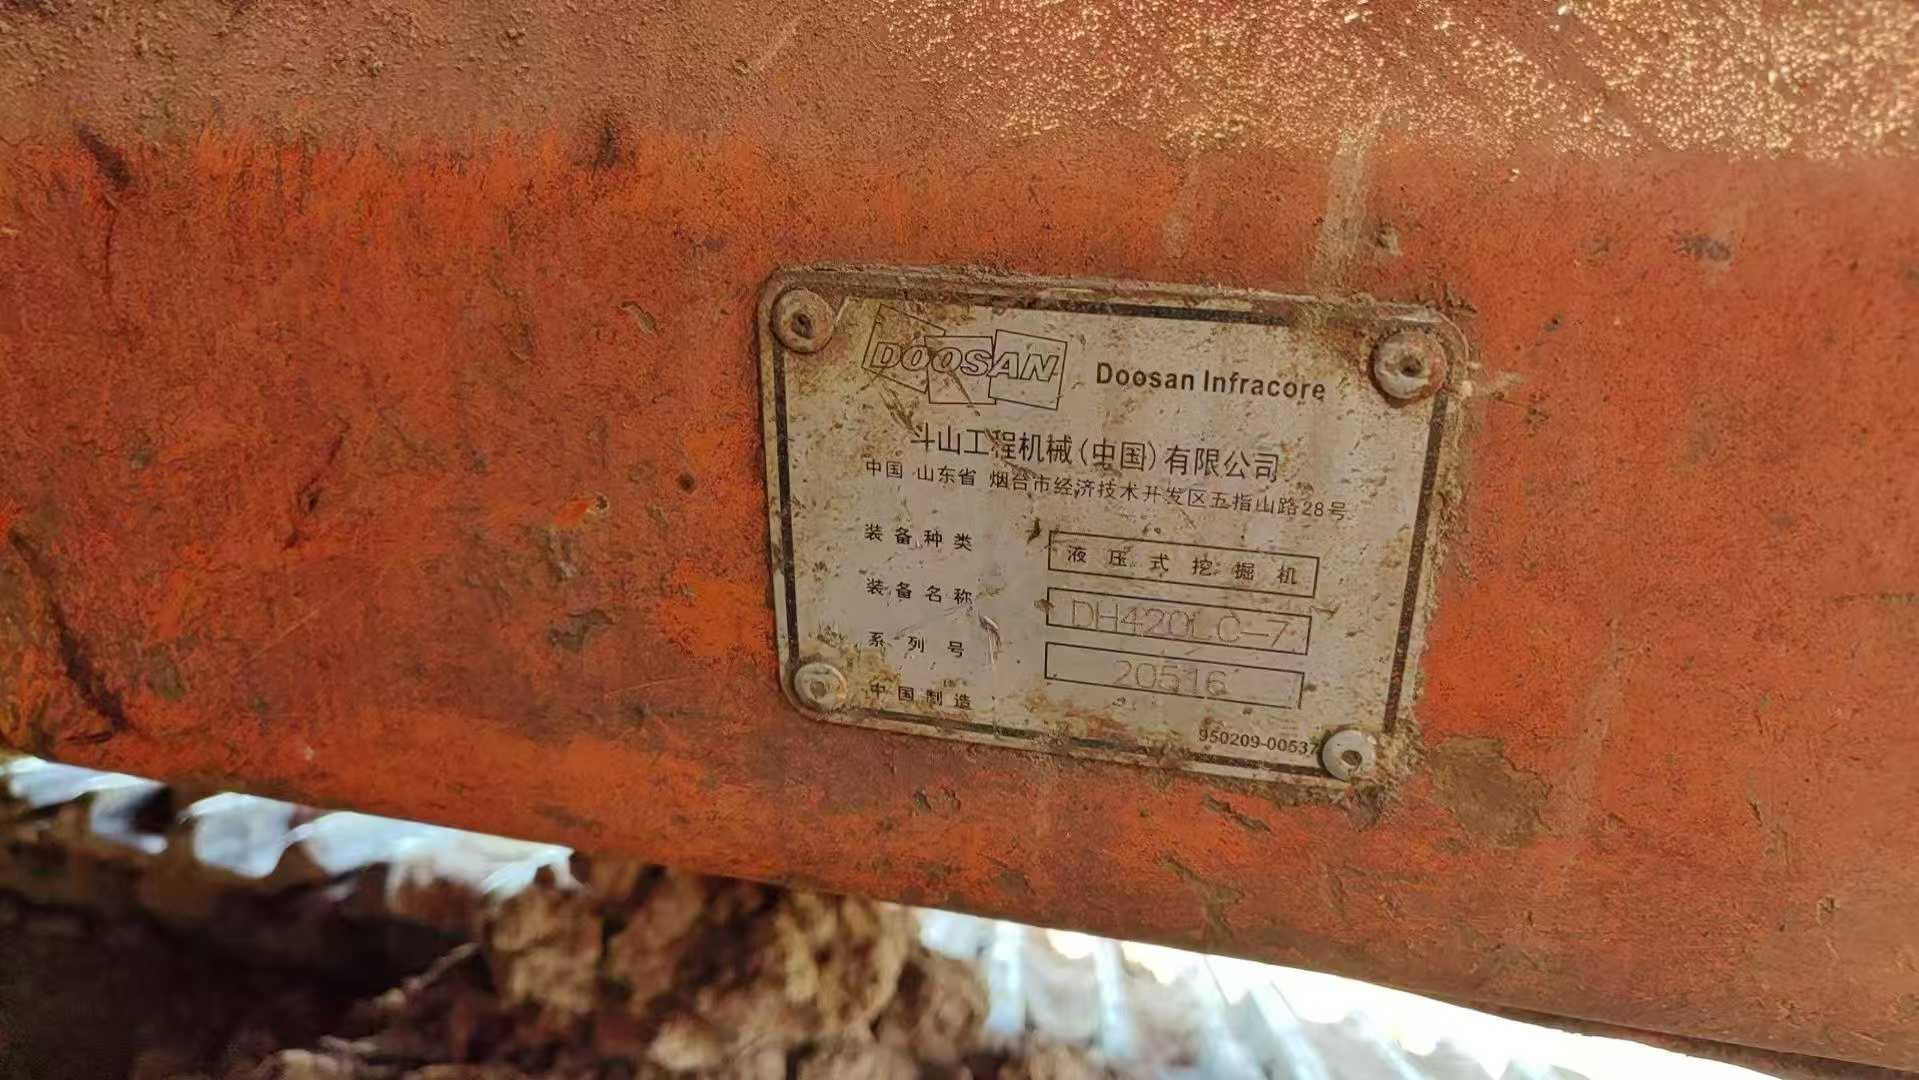 DOOSAN Doosan Infracore
斗山工程机械(中国)有限公司
中国 山东省 烟台市经济技术开发区五指山路28号
装备种类 液压式挖掘机
装备名称 DH420LC-7
系列号 20516
中国制造
950209-00537